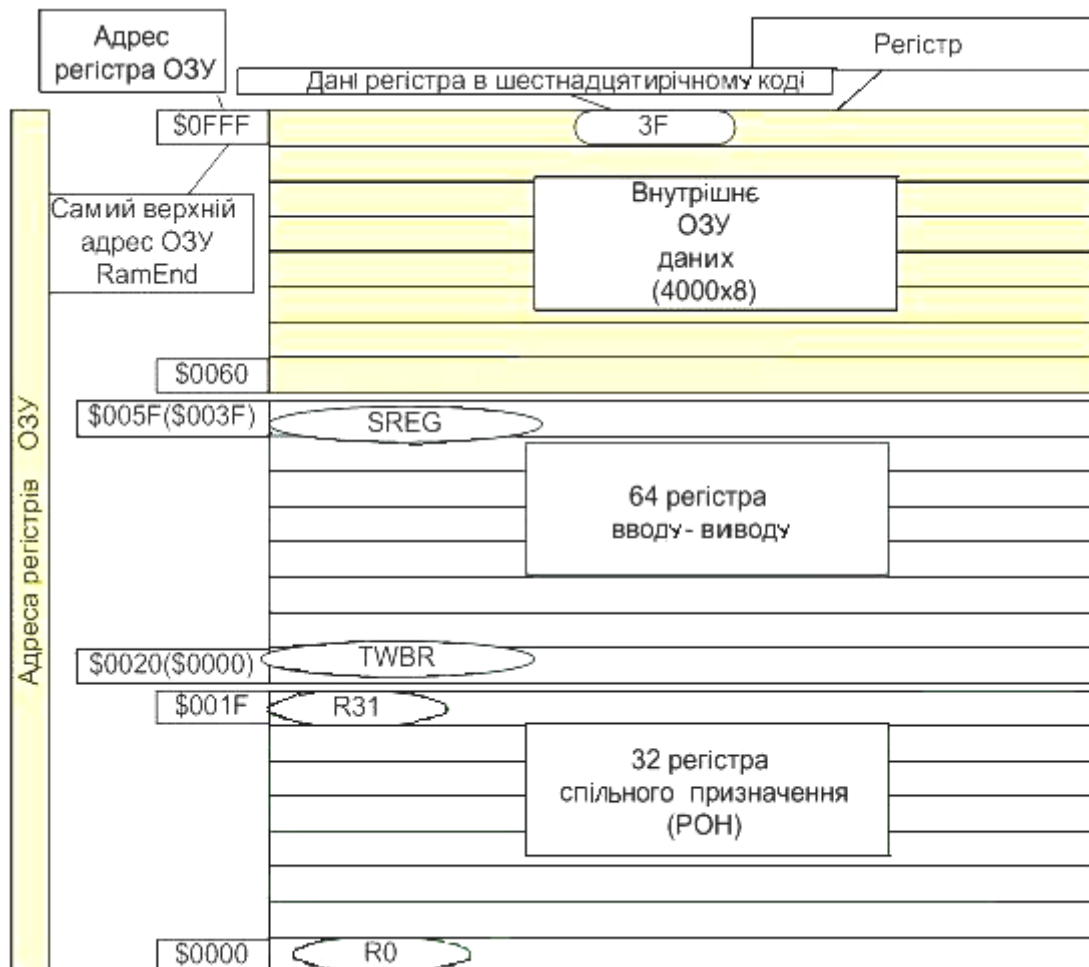 Адрес
регістра ОЗУ
Регістр
Дані регістра в шестнадцятирічному коді
$0FFF
3F
Самий верхній
адрес ОЗУ
RamEnd
Внутрішнє
ОЗУ
даних
(4000x8)
$0060
$005F($003F)
SREG
64 регістра
вводу- виводу
Адреса регістрів ОЗУ
$0020($0000)
TWBR
$001F
R31
32 регістра
спільного призначення
(РОН)
$0000
R0